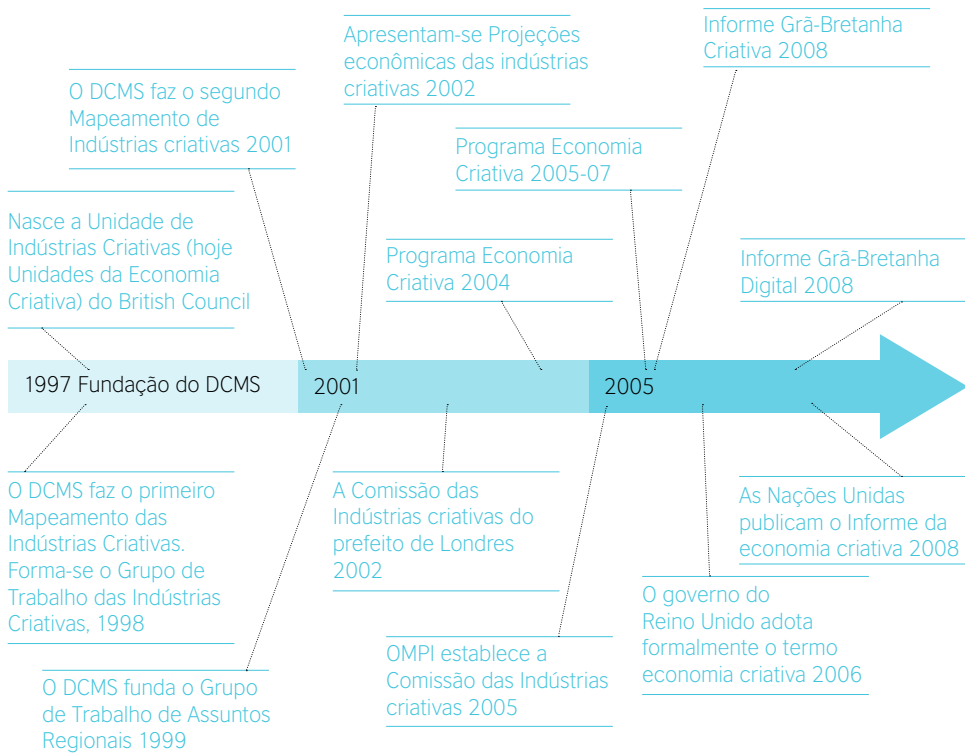 Informe Grã-Bretanha
Criativa 2008
Apresentam-se Projeções
econômicas das indústrias
criativas 2002
O DCMS faz o segundo
Mapeamento de
Indústrias criativas 2001
Programa Economia
Criativa 2005-07
Nasce a Unidade de
Indústrias Criativas (hoje
Unidades da Economia
Criativa) do British Council
Programa Economia
Criativa 2004
Informe Grã-Bretanha
Digital 2008
1997 Fundação do DCMS
2001
2005
O DCMS faz o primeiro
Mapeamento das
Indústrias Criativas.
Forma-se o Grupo de
Trabalho das Indústrias
Criativas, 1998
A Comissão das
Indústrias criativas do
prefeito de Londres
2002
As Nações Unidas
publicam o Informe da
economia criativa 2008
O governo do
Reino Unido adota
formalmente o termo
economia criativa 2006
OMPI establece a
Comissão das Indústrias
criativas 2005
O DCMS funda o Grupo
de Trabalho de Assuntos
Regionais 1999